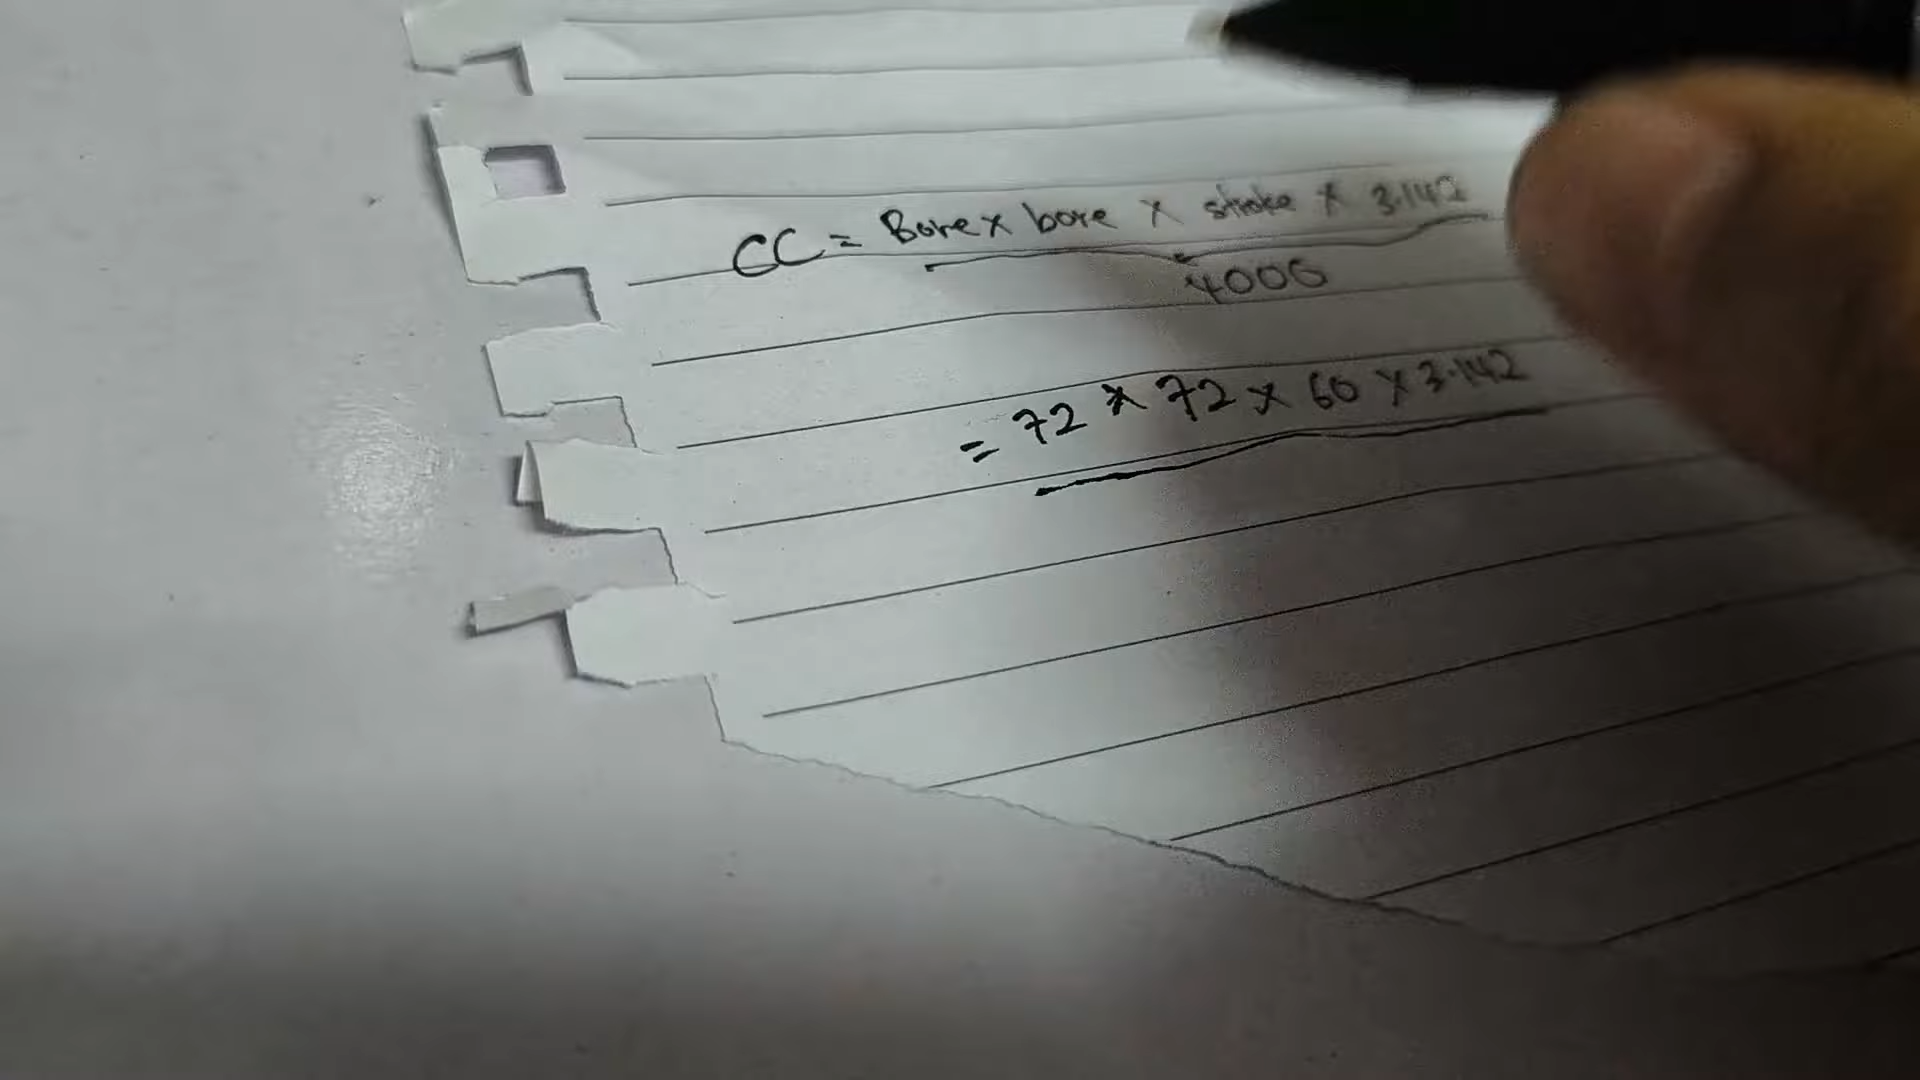 CC = Bore x bore x stroke x 3.142
4000
= 72 x 72 x 60 x 3.142